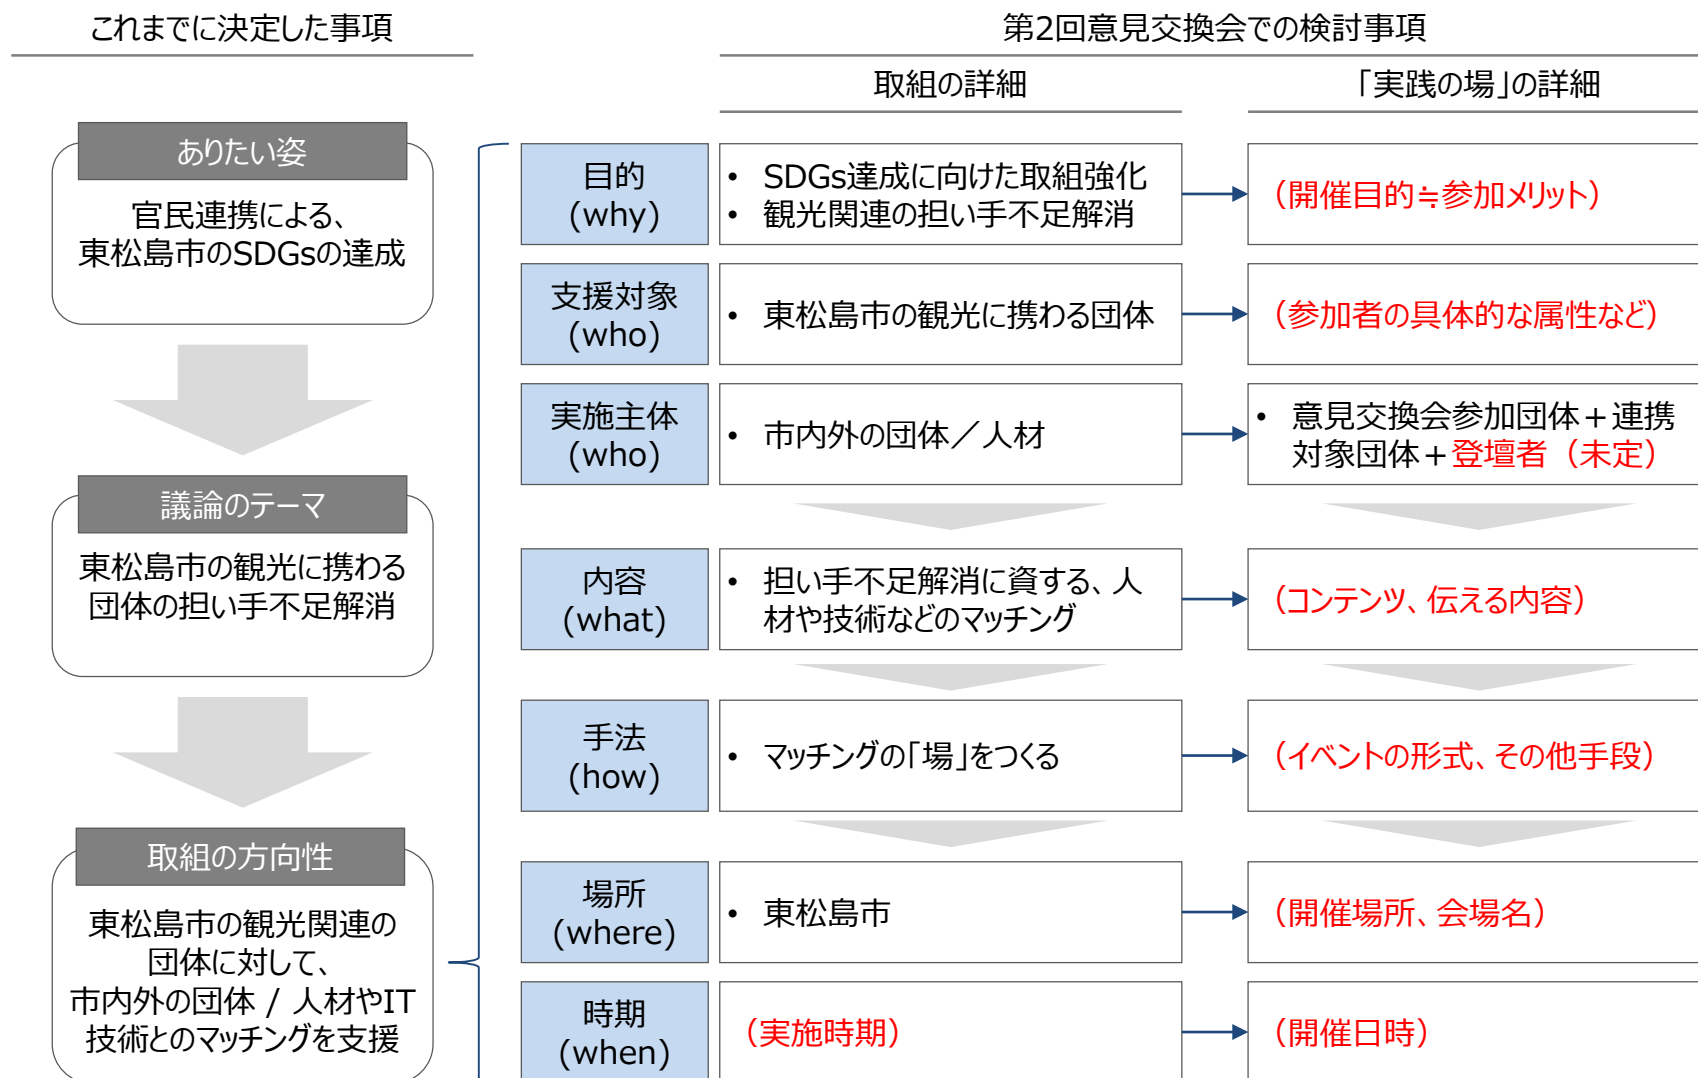 これまでに決定した事項
第2回意見交換会での検討事項
取組の詳細
「実践の場」の詳細
ありたい姿
官民連携による、
東松島市のSDGsの達成
議論のテーマ
東松島市の観光に携わる
団体の担い手不足解消
取組の方向性
東松島市の観光関連の
団体に対して、
市内外の団体 / 人材やIT
技術とのマッチングを支援
目的
(why)
• SDGs達成に向けた取組強化
• 観光関連の担い手不足解消
（開催目的≒参加メリット）
支援対象
(who)
• 東松島市の観光に携わる団体
（参加者の具体的な属性など）
実施主体
(who)
• 市内外の団体／人材
• 意見交換会参加団体＋連携
対象団体＋登壇者（未定）
内容
(what)
• 担い手不足解消に資する、人
材や技術などのマッチング
（コンテンツ、伝える内容）
手法
(how)
• マッチングの「場」をつくる
（イベントの形式、その他手段）
場所
(where)
• 東松島市
（開催場所、会場名）
時期
(when)
（実施時期）
（開催日時）